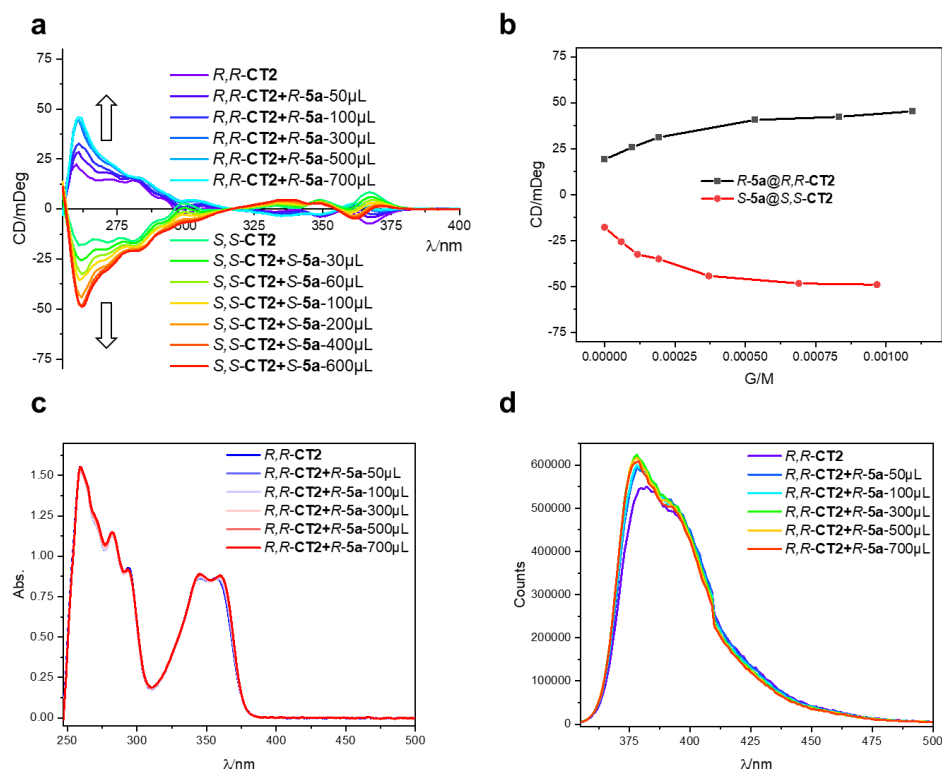 a
75
50
25
0
-25
-50
-75
CD/mDeg
250
275
300
325
350
375
400
λ/nm
R,R-CT2
R,R-CT2+R-5a-50μL
R,R-CT2+R-5a-100μL
R,R-CT2+R-5a-300μL
R,R-CT2+R-5a-500μL
R,R-CT2+R-5a-700μL
S,S-CT2
S,S-CT2+S-5a-30μL
S,S-CT2+S-5a-60μL
S,S-CT2+S-5a-100μL
S,S-CT2+S-5a-200μL
S,S-CT2+S-5a-400μL
S,S-CT2+S-5a-600μL
b
75
50
25
0
-25
-50
-75
CD/mDeg
R-5a@R,R-CT2
S-5a@S,S-CT2
0.00000
0.00025
0.00050
0.00075
0.00100
G/M
c
1.50
1.25
1.00
0.75
0.50
0.25
0.00
Abs.
R,R-CT2
R,R-CT2+R-5a-50μL
R,R-CT2+R-5a-100μL
R,R-CT2+R-5a-300μL
R,R-CT2+R-5a-500μL
R,R-CT2+R-5a-700μL
250
300
350
400
450
500
λ/nm
d
600000
500000
400000
300000
200000
100000
0
Counts
R,R-CT2
R,R-CT2+R-5a-50μL
R,R-CT2+R-5a-100μL
R,R-CT2+R-5a-300μL
R,R-CT2+R-5a-500μL
R,R-CT2+R-5a-700μL
375
400
425
450
475
500
λ/nm